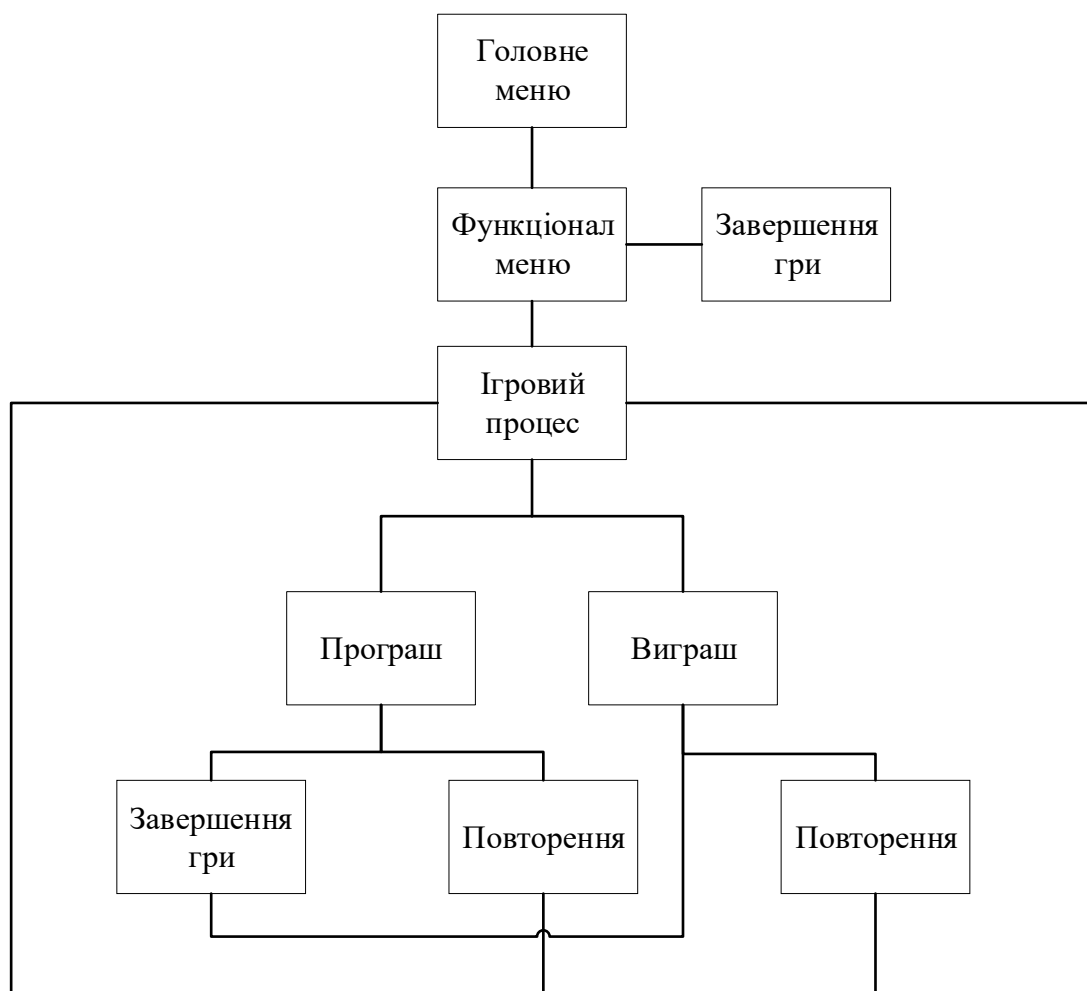 Головне
меню
Функціонал
меню
Завершення
гри
Ігровий
процес
Програш
Виграш
Завершення
гри
Повторення
Повторення